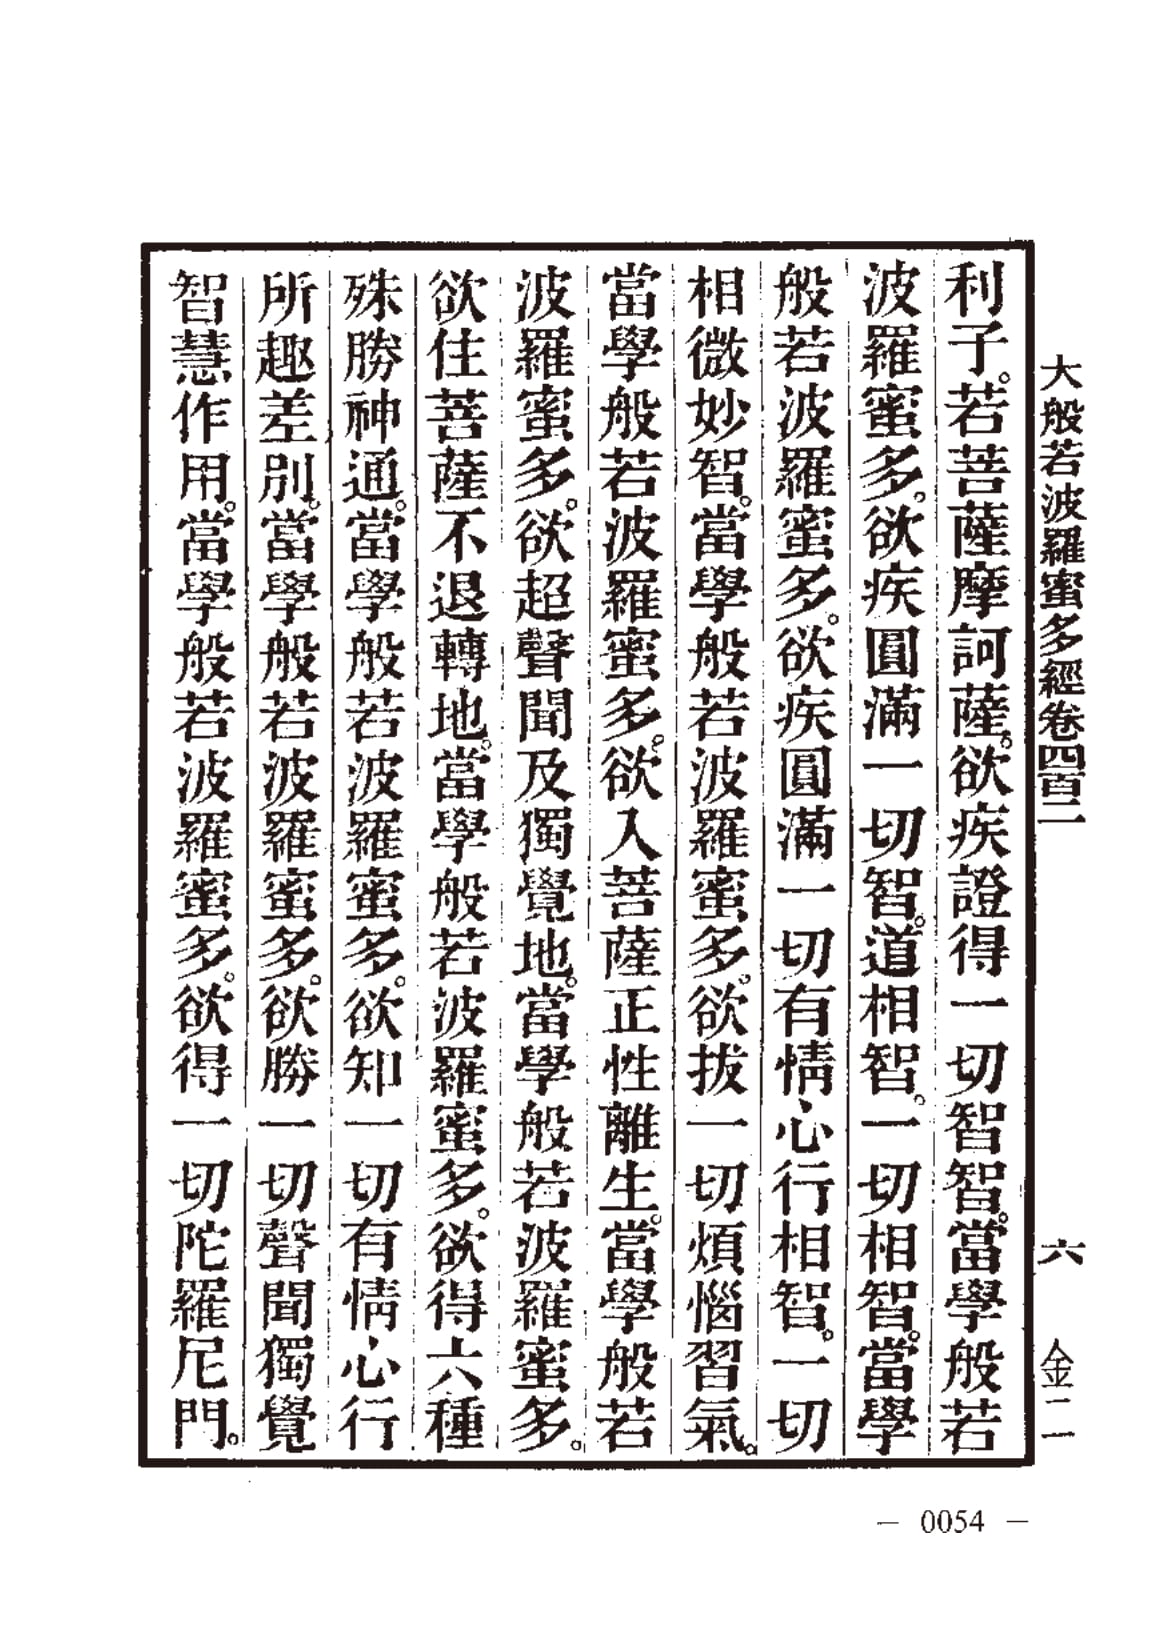 大般若波羅蜜多經卷四百二 六 金二
利子。若菩薩摩訶薩。欲疾證得一切智智。當學般若
波羅蜜多。欲疾圓滿一切智。道相智。一切相智。當學
般若波羅蜜多。欲疾圓滿一切有情心行相智。一切
相微妙智。當學般若波羅蜜多。欲拔一切煩惱習氣。
當學般若波羅蜜多。欲入菩薩正性離生。當學般若
波羅蜜多。欲超聲聞及獨覺地。當學般若波羅蜜多。
欲住菩薩不退轉地。當學般若波羅蜜多。欲得六種
殊勝神通。當學般若波羅蜜多。欲知一切有情心行
所趣差別。當學般若波羅蜜多。欲勝一切聲聞獨覺
智慧作用。當學般若波羅蜜多。欲得一切陀羅尼門。
— 0054 —